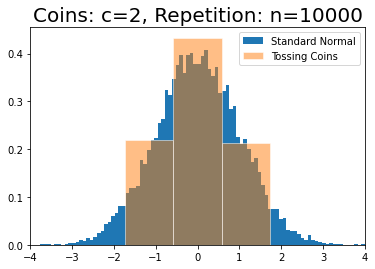 Coins: c=2, Repetition: n=10000
Standard Normal
Tossing Coins
0.4
0.3
0.2
0.1
0.0
−4 −3 −2 −1 0 1 2 3 4